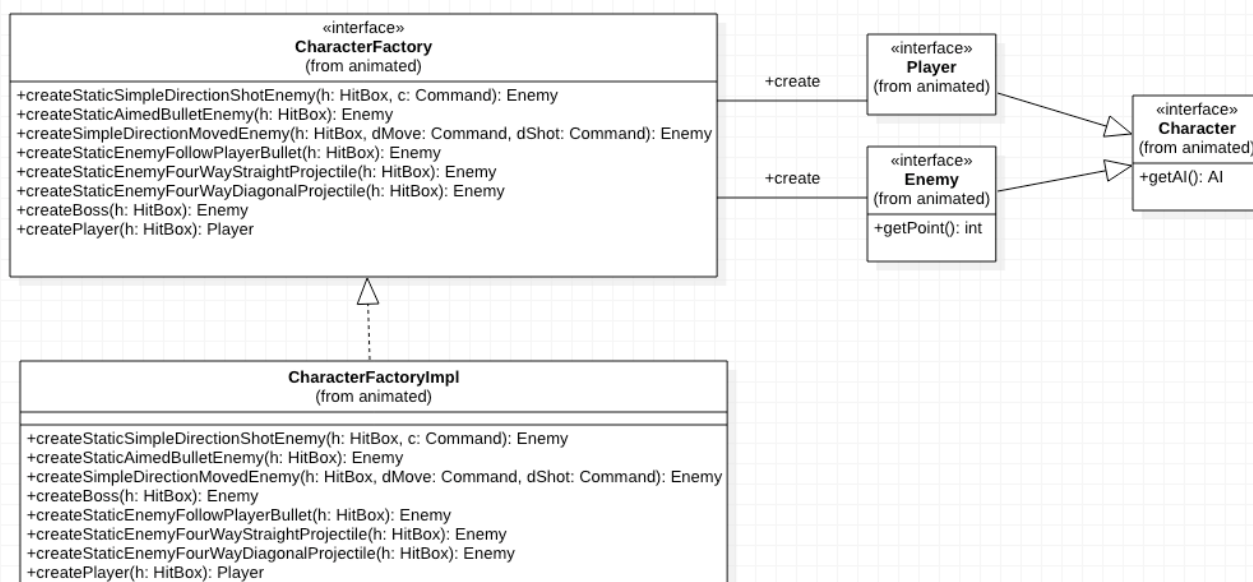 «interface»
CharacterFactory
(from animated)
+createStaticSimpleDirectionShotEnemy(h: HitBox, c: Command): Enemy
+createStaticAimedBulletEnemy(h: HitBox): Enemy
+createSimpleDirectionMovedEnemy(h: HitBox, dMove: Command, dShot: Command): Enemy
+createStaticEnemyFollowPlayerBullet(h: HitBox): Enemy
+createStaticEnemyFourWayStraightProjectile(h: HitBox): Enemy
+createStaticEnemyFourWayDiagonalProjectile(h: HitBox): Enemy
+createBoss(h: HitBox): Enemy
+createPlayer(h: HitBox): Player
+create
+create
«interface»
Player
(from animated)
«interface»
Enemy
(from animated)
+getPoint(): int
«interface»
Character
(from animated)
+getAI(): AI
CharacterFactoryImpl
(from animated)
+createStaticSimpleDirectionShotEnemy(h: HitBox, c: Command): Enemy
+createStaticAimedBulletEnemy(h: HitBox): Enemy
+createSimpleDirectionMovedEnemy(h: HitBox, dMove: Command, dShot: Command): Enemy
+createBoss(h: HitBox): Enemy
+createStaticEnemyFollowPlayerBullet(h: HitBox): Enemy
+createStaticEnemyFourWayStraightProjectile(h: HitBox): Enemy
+createStaticEnemyFourWayDiagonalProjectile(h: HitBox): Enemy
+createPlayer(h: HitBox): Player